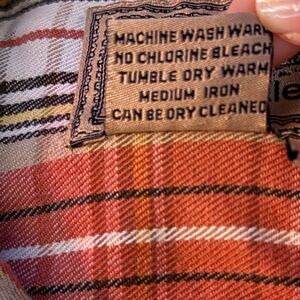 MACHINE WASH WARM
NO CHLORINE BLEACH
TUMBLE DRY WARM
MEDIUM IRON
CAN BE DRY CLEANED